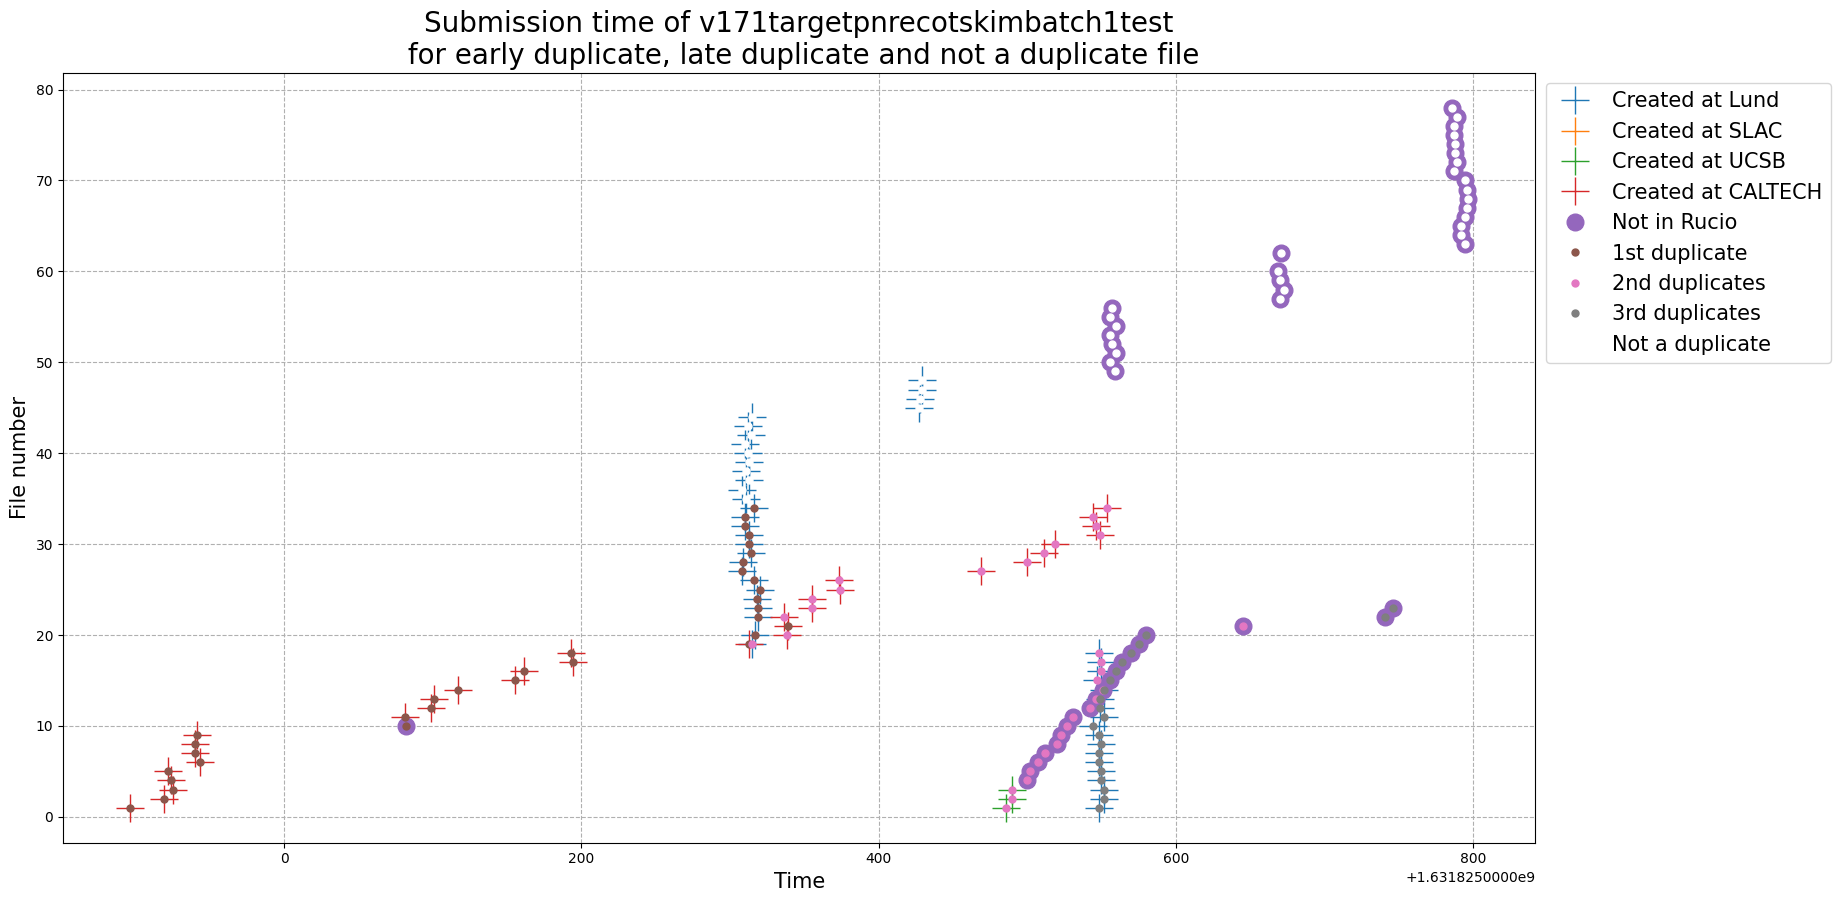 Submission time of v171targetpnrecotskimbatch1test
for early duplicate, late duplicate and not a duplicate file
File number
80
70
60
50
40
30
20
10
0
0
200
400
600
800
+1.6318250000e9
Time
Created at Lund
Created at SLAC
Created at UCSB
Created at CALTECH
Not in Rucio
1st duplicate
2nd duplicates
3rd duplicates
Not a duplicate